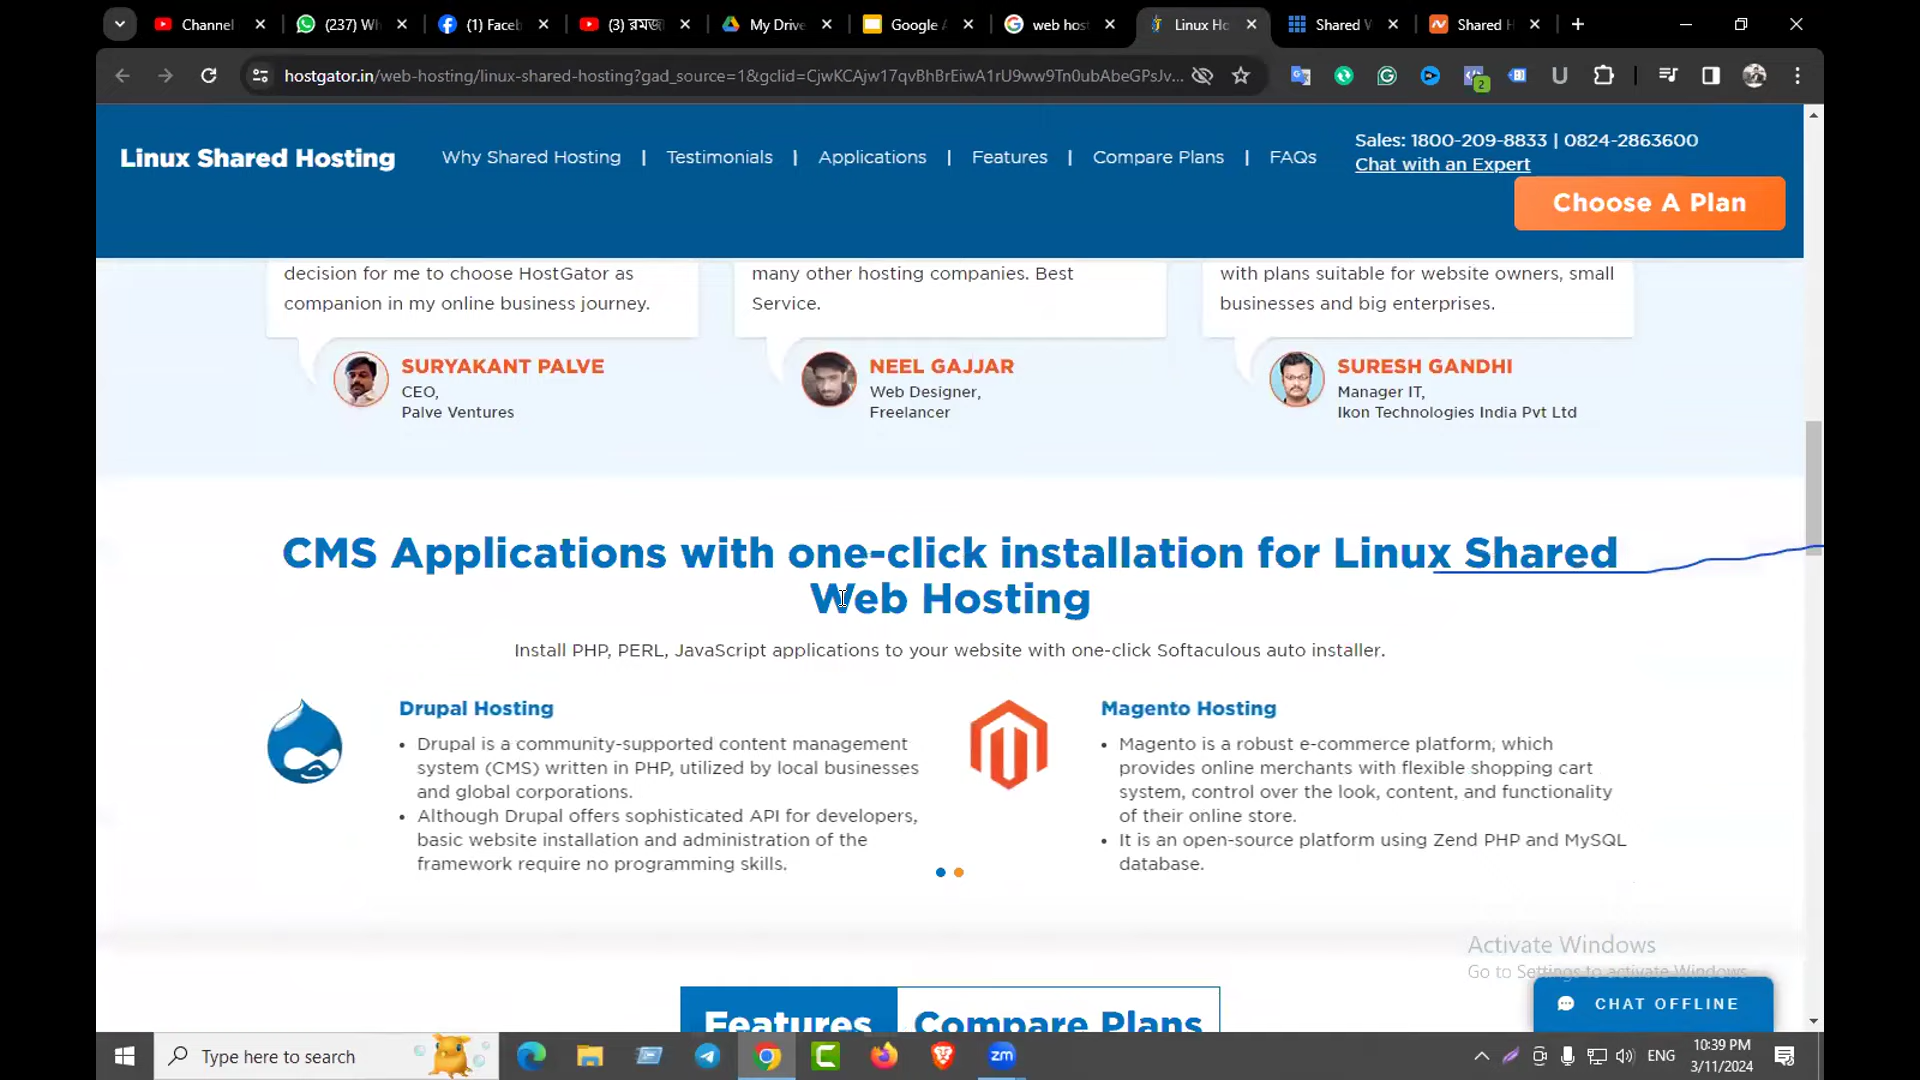 Channel
(237) Wh
(1) Faceb
(3) রমজা
My Drive
Google A
web host
Linux Ho
Shared W
Shared H
hostgator.in/web-hosting/linux-shared-hosting?gad_source=1&gclid=CjwKCAjw17qvBhBrEiwA1rU9ww9Tn0ubAbeGPsJv...
2
Linux Shared Hosting
Why Shared Hosting | Testimonials | Applications | Features | Compare Plans | FAQs
Sales: 1800-209-8833 | 0824-2863600
Chat with an Expert
Choose A Plan
decision for me to choose HostGator as
companion in my online business journey.
many other hosting companies. Best
Service.
with plans suitable for website owners, small
businesses and big enterprises.
SURYAKANT PALVE
CEO,
Palve Ventures
NEEL GAJJAR
Web Designer,
Freelancer
SURESH GANDHI
Manager IT,
Ikon Technologies India Pvt Ltd
CMS Applications with one-click installation for Linux Shared
Web Hosting
Install PHP, PERL, JavaScript applications to your website with one-click Softaculous auto installer.
Drupal Hosting
• Drupal is a community-supported content management
system (CMS) written in PHP, utilized by local businesses
and global corporations.
• Although Drupal offers sophisticated API for developers,
basic website installation and administration of the
framework require no programming skills.
Magento Hosting
• Magento is a robust e-commerce platform, which
provides online merchants with flexible shopping cart
system, control over the look, content, and functionality
of their online store.
• It is an open-source platform using Zend PHP and MySQL
database.
Activate Windows
Go to Settings to activate Windows.
CHAT OFFLINE
Features
Compare Plans
Type here to search
zm
ENG
10:39 PM
3/11/2024